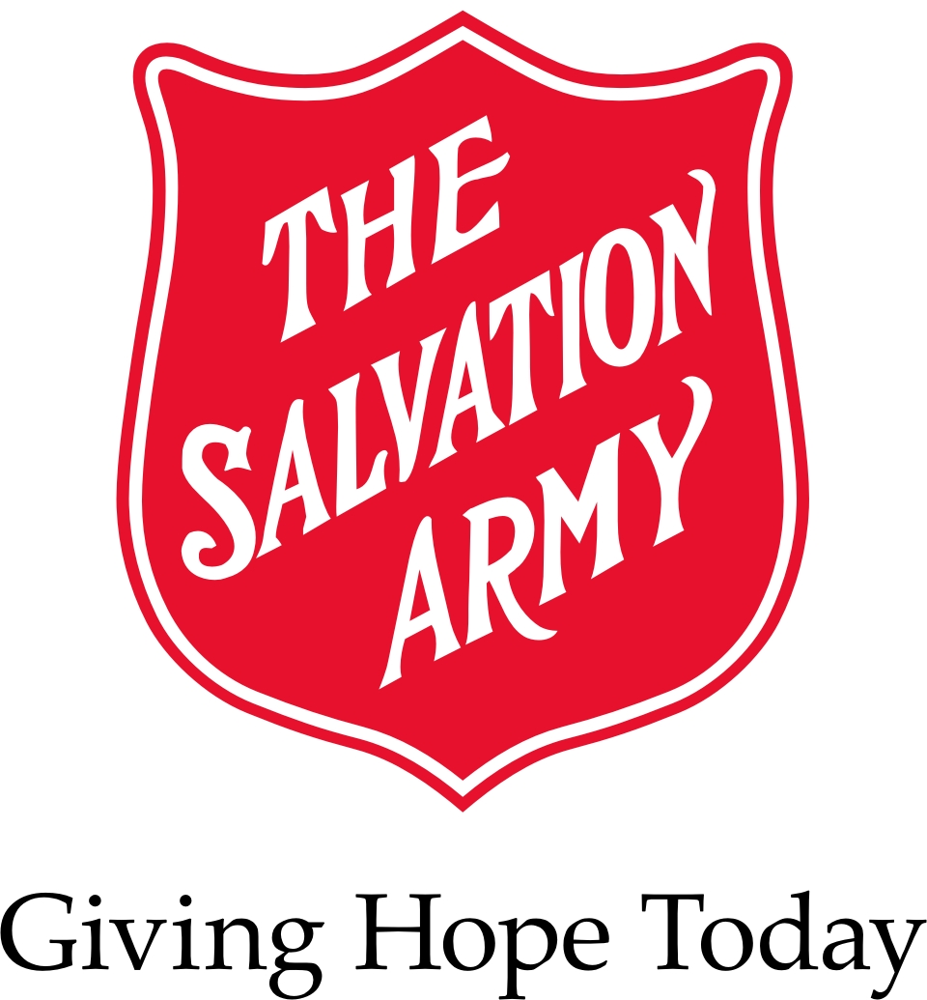 THE
SALVATION
ARMY
Giving Hope Today